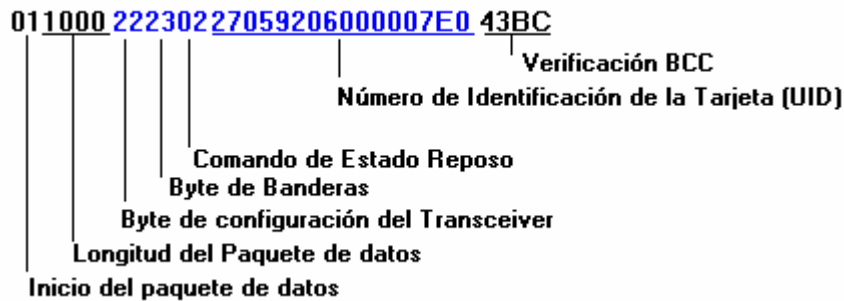 011000 222302 27059206000007E0 43BC
Verificación BCC
Número de Identificación de la Tarjeta (UID)
Comando de Estado Reposo
Byte de Banderas
Byte de configuración del Transceiver
Longitud del Paquete de datos
Inicio del paquete de datos